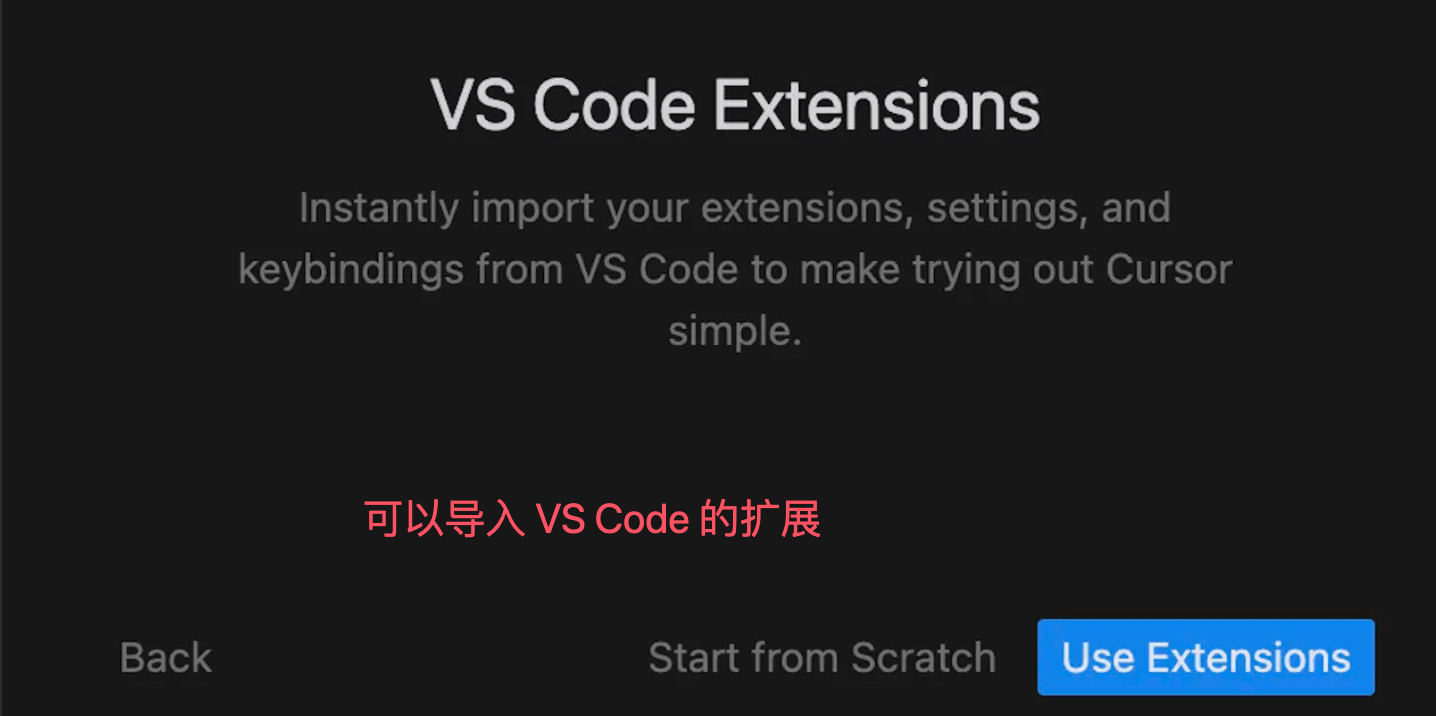 VS Code Extensions
Instantly import your extensions, settings, and
keybindings from VS Code to make trying out Cursor
simple.
可以导入 VS Code 的扩展
Back
Start from Scratch
Use Extensions